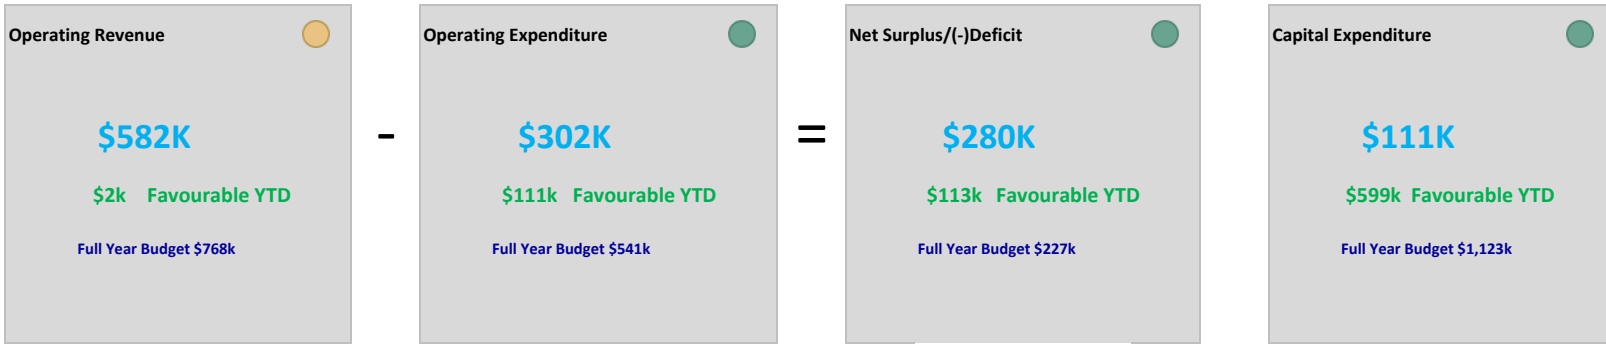 Operating Revenue
$582K
$2k Favourable YTD
Full Year Budget $768k
-
Operating Expenditure
$302K
$111k Favourable YTD
Full Year Budget $541k
=
Net Surplus/(-)Deficit
$280K
$113k Favourable YTD
Full Year Budget $227k
Capital Expenditure
$111K
$599k Favourable YTD
Full Year Budget $1,123k